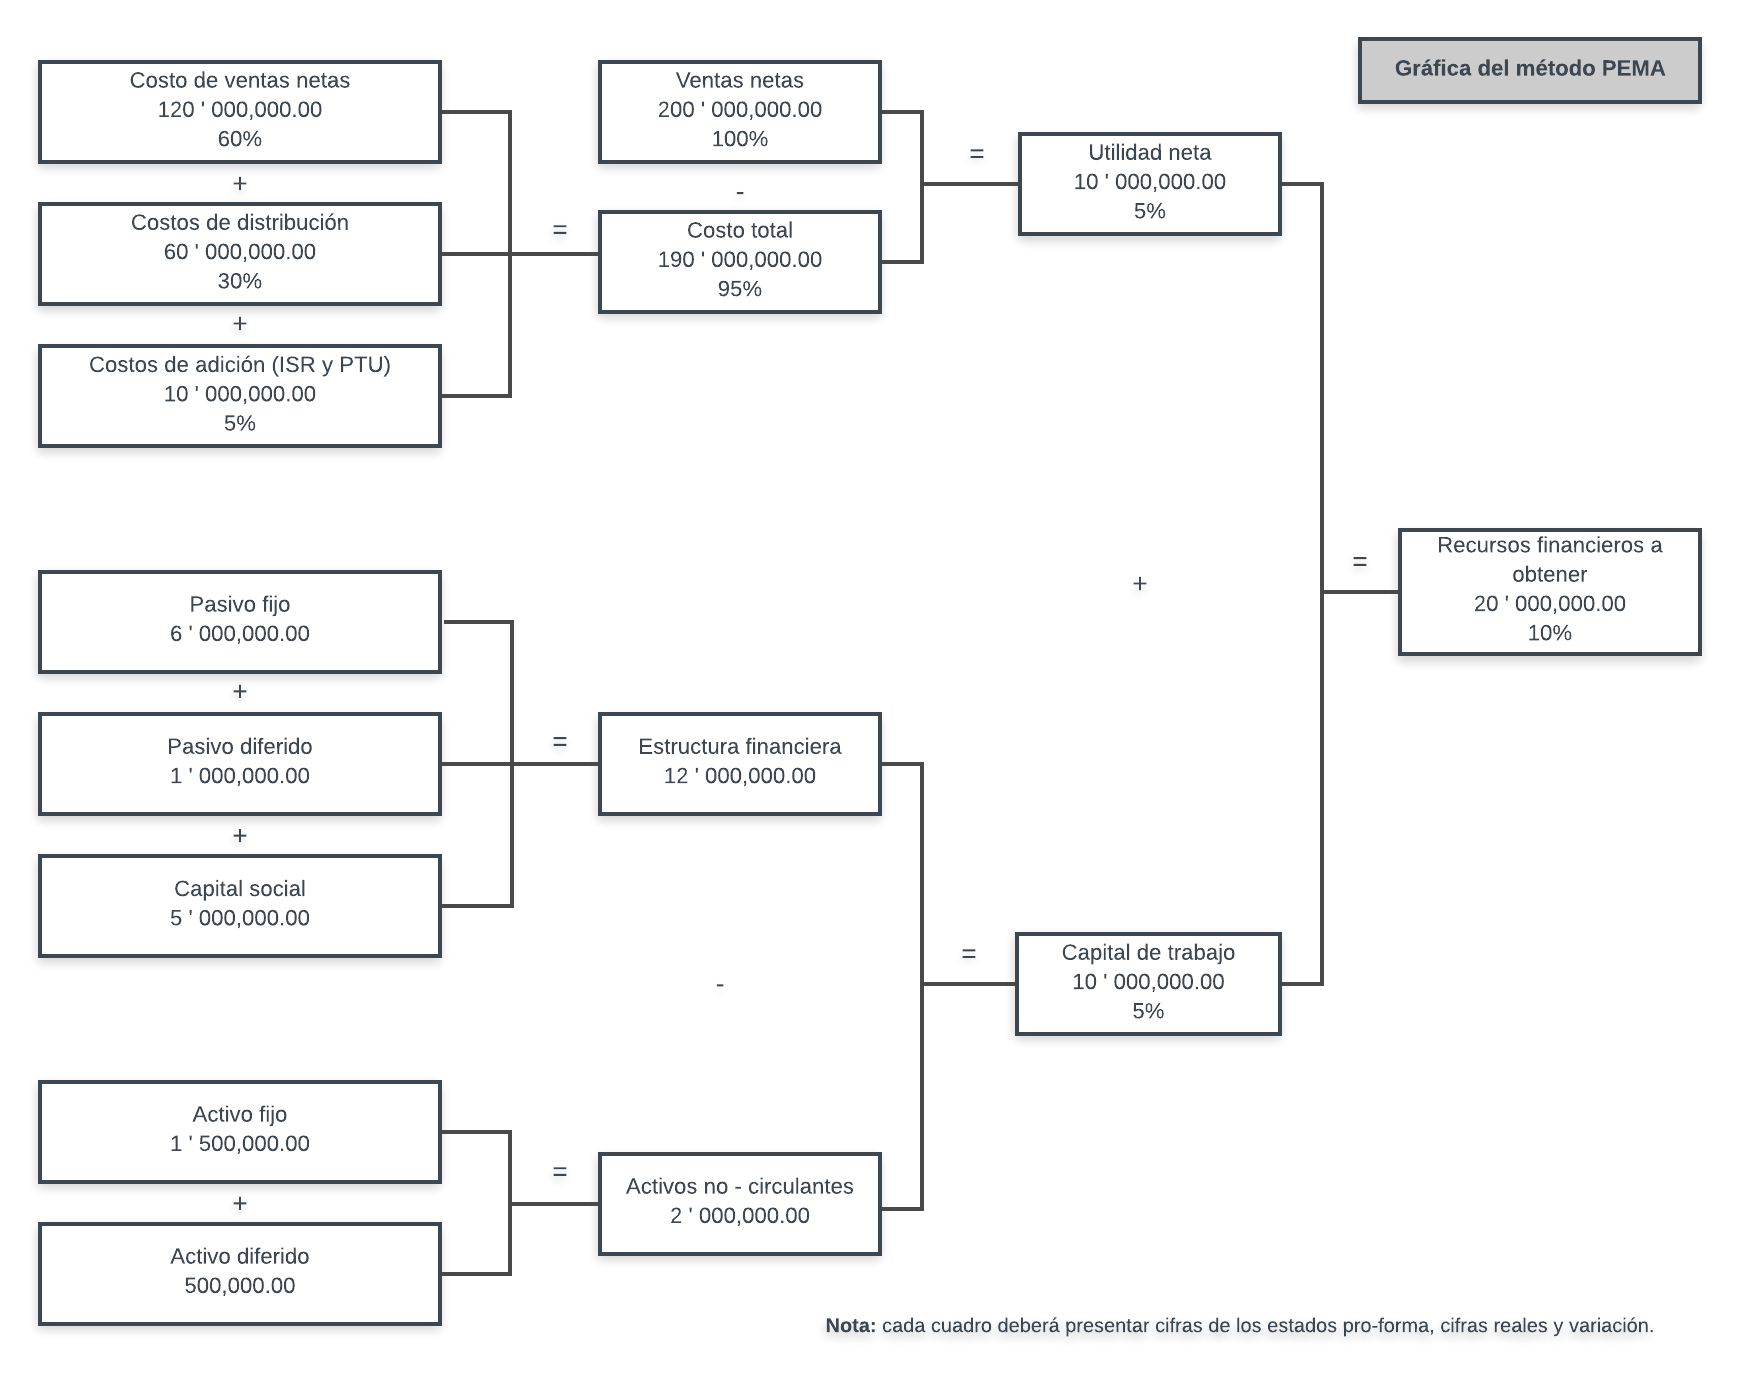 Gráfica del método PEMA
Costo de ventas netas
120 ' 000,000.00
60%
+
Costos de distribución
60 ' 000,000.00
30%
+
Costos de adición (ISR y PTU)
10 ' 000,000.00
5%
=
Ventas netas
200 ' 000,000.00
100%
-
Costo total
190 ' 000,000.00
95%
=
Utilidad neta
10 ' 000,000.00
5%
+
Pasivo fijo
6 ' 000,000.00
+
Pasivo diferido
1 ' 000,000.00
+
Capital social
5 ' 000,000.00
=
Estructura financiera
12 ' 000,000.00
-
Activo fijo
1 ' 500,000.00
+
Activo diferido
500,000.00
=
Activos no - circulantes
2 ' 000,000.00
=
Capital de trabajo
10 ' 000,000.00
5%
=
Recursos financieros a
obtener
20 ' 000,000.00
10%
Nota: cada cuadro deberá presentar cifras de los estados pro-forma, cifras reales y variación.